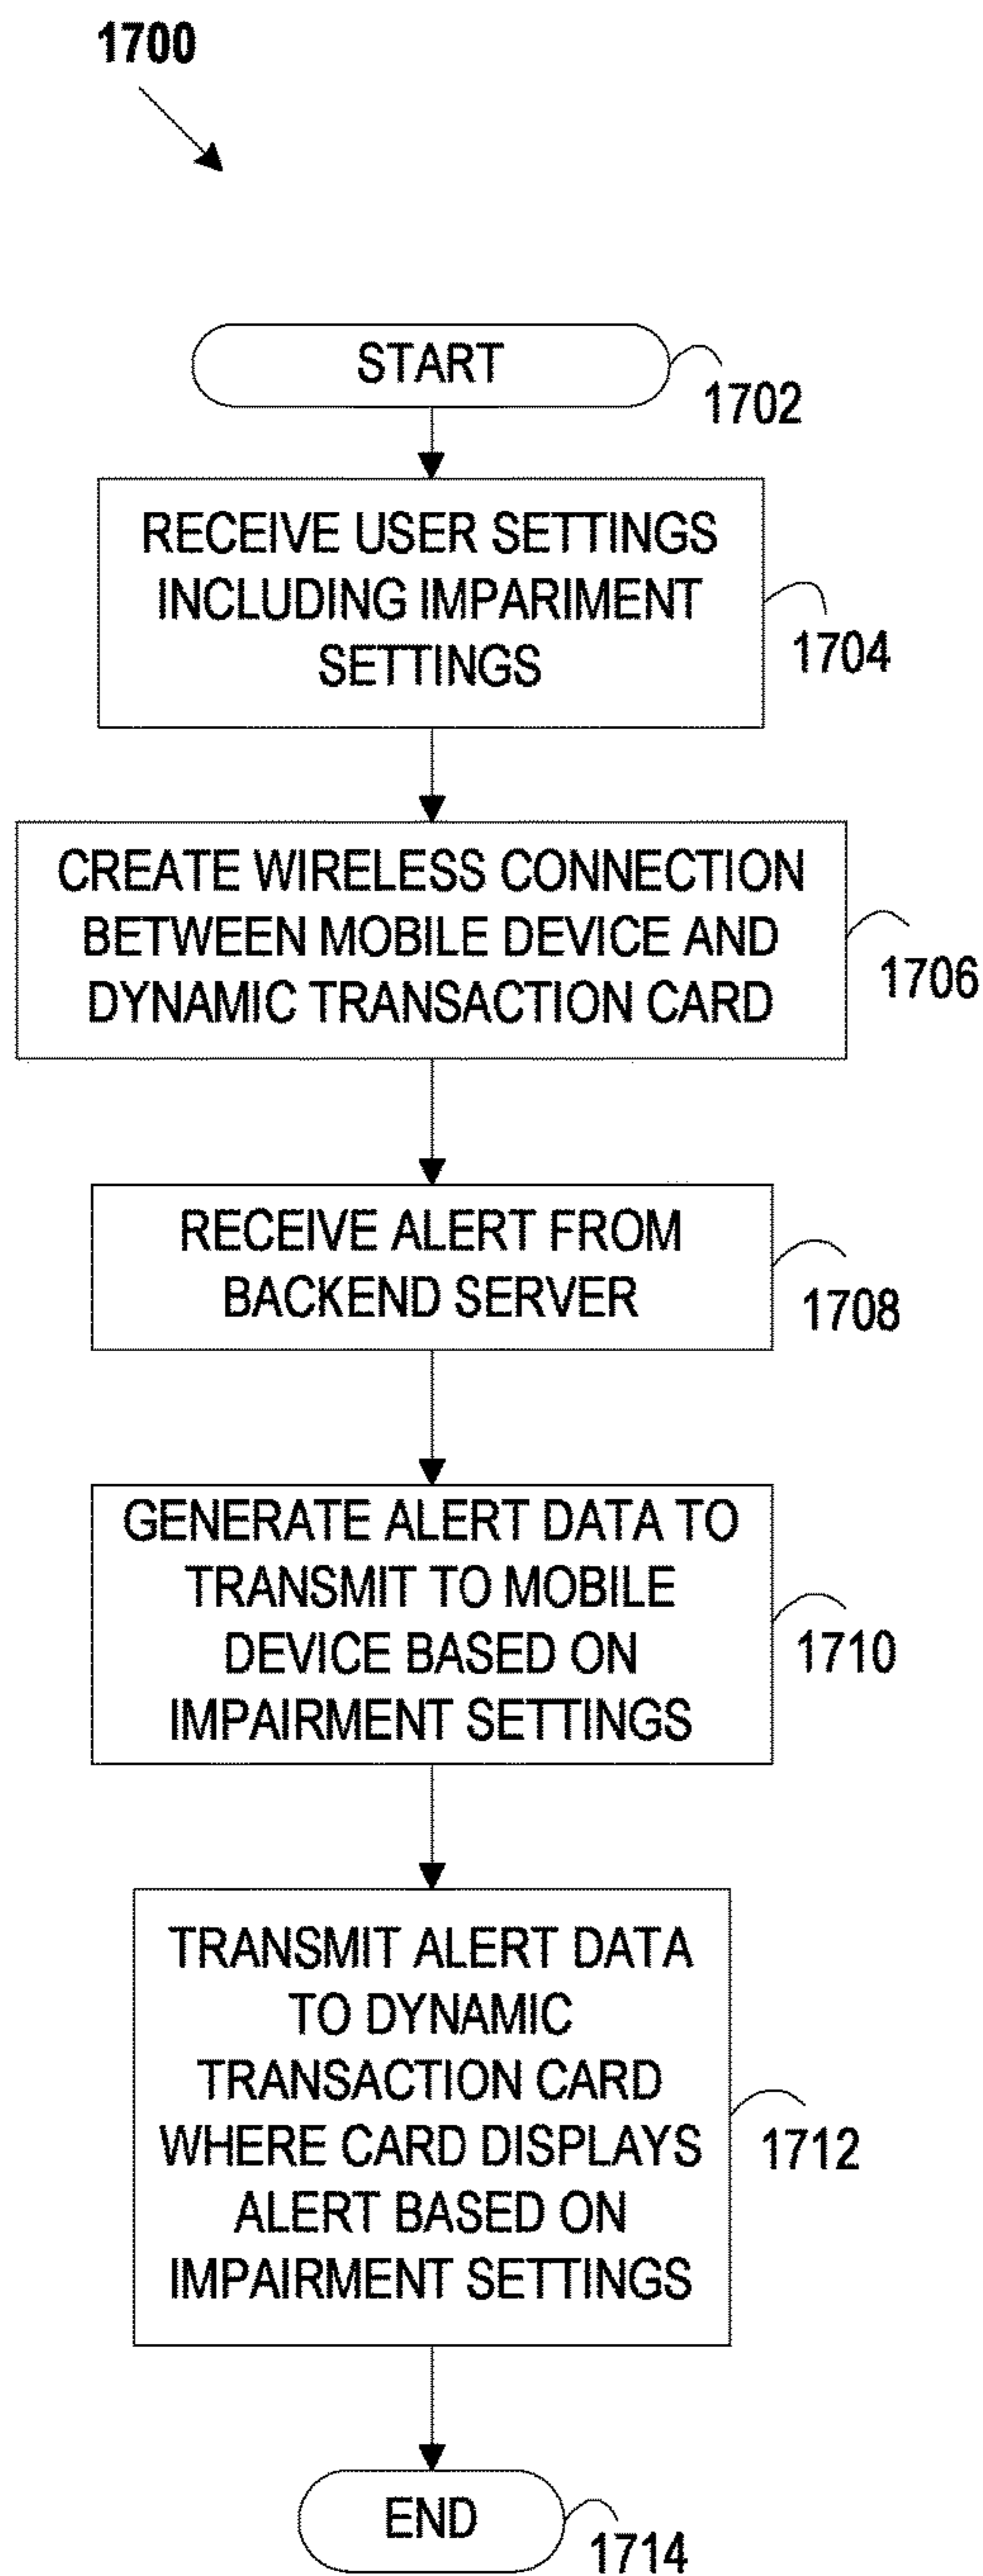 1700
START
1702
RECEIVE USER SETTINGS
INCLUDING IMPARIMENT
SETTINGS
1704
CREATE WIRELESS CONNECTION
BETWEEN MOBILE DEVICE AND
DYNAMIC TRANSACTION CARD
1706
RECEIVE ALERT FROM
BACKEND SERVER
1708
GENERATE ALERT DATA TO
TRANSMIT TO MOBILE
DEVICE BASED ON
IMPAIRMENT SETTINGS
1710
TRANSMIT ALERT DATA
TO DYNAMIC
TRANSACTION CARD
WHERE CARD DISPLAYS
ALERT BASED ON
IMPAIRMENT SETTINGS
1712
END
1714